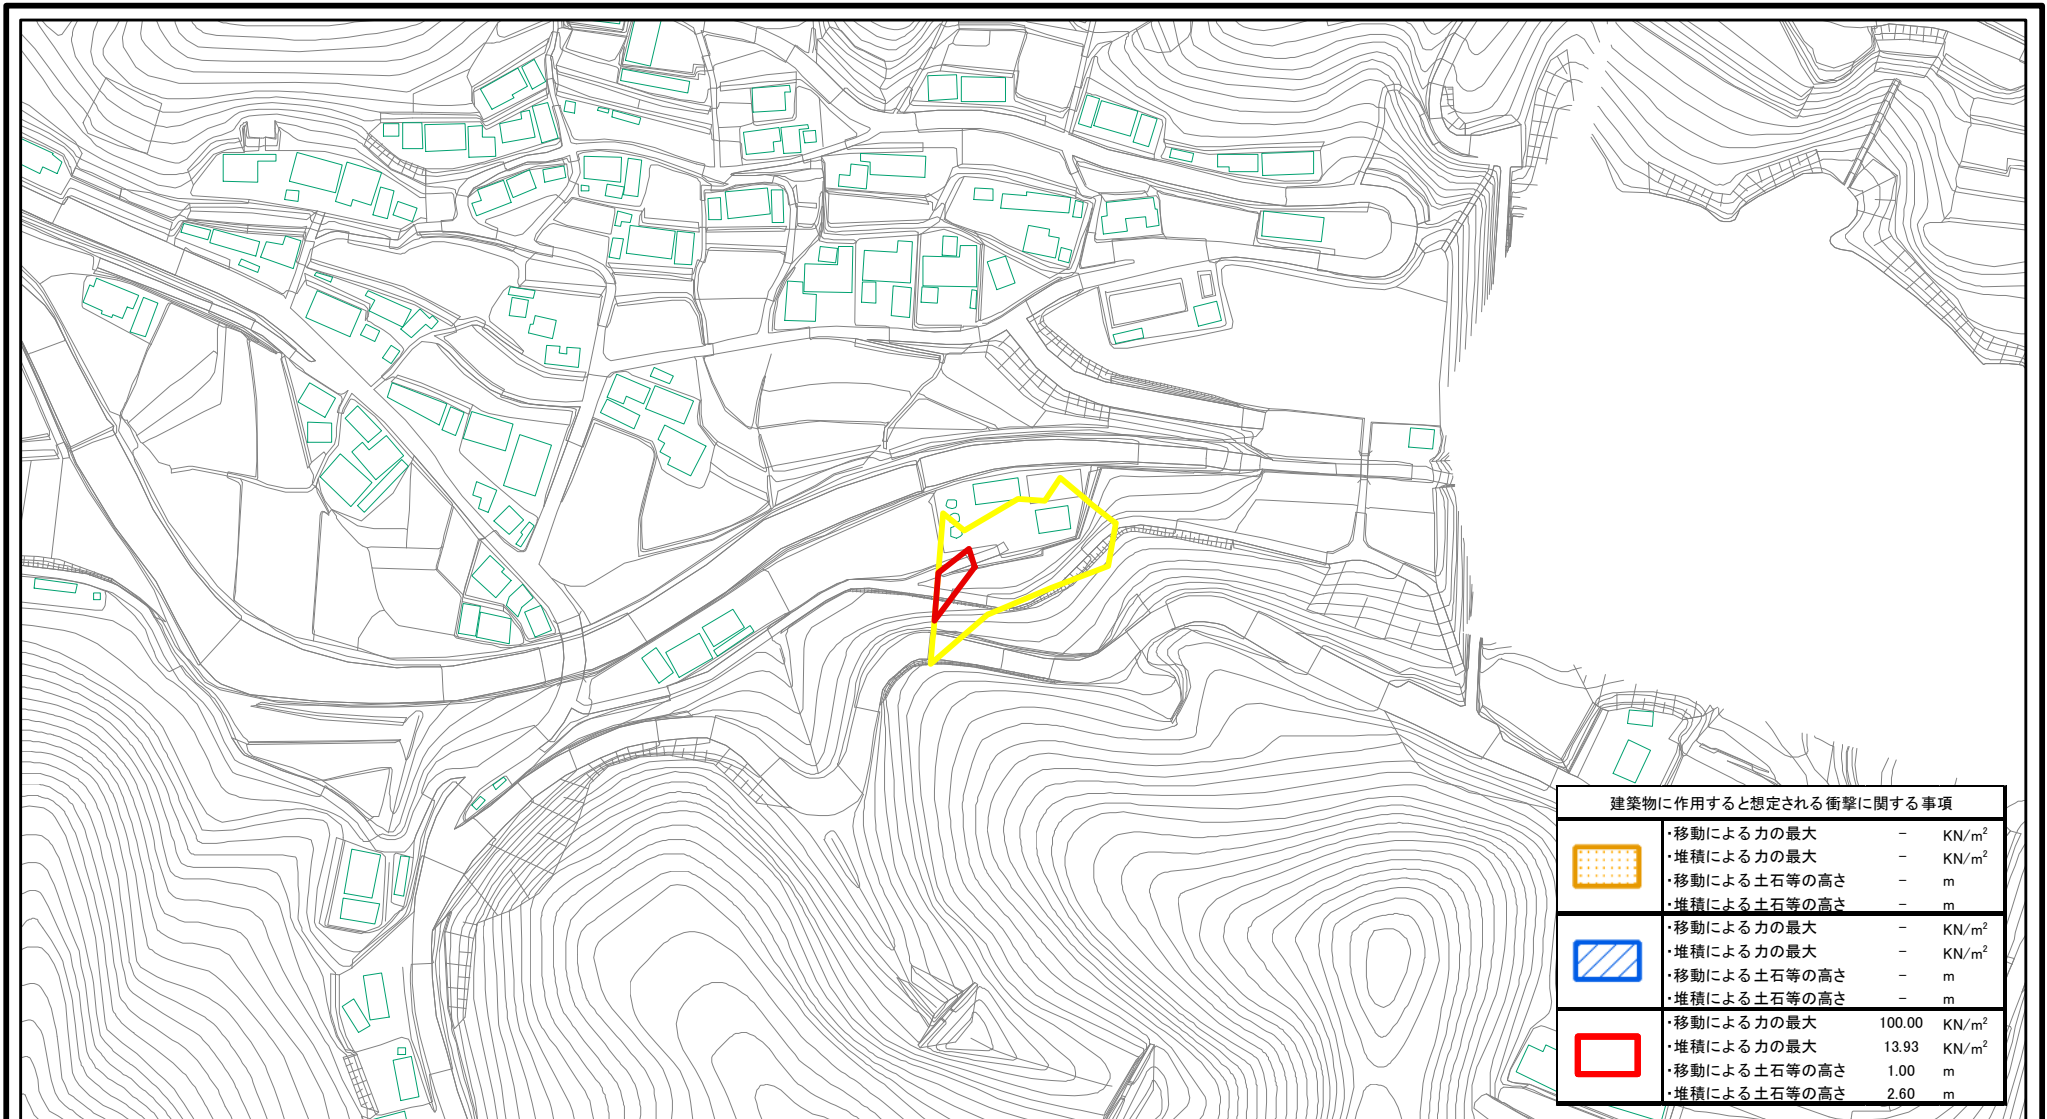 建築物に作用すると想定される衝撃に関する事項
・移動による力の最大 － KN/m²
・堆積による力の最大 － KN/m²
・移動による土石等の高さ － m
・堆積による土石等の高さ － m
・移動による力の最大 － KN/m²
・堆積による力の最大 － KN/m²
・移動による土石等の高さ － m
・堆積による土石等の高さ － m
・移動による力の最大 100.00 KN/m²
・堆積による力の最大 13.93 KN/m²
・移動による土石等の高さ 1.00 m
・堆積による土石等の高さ 2.60 m